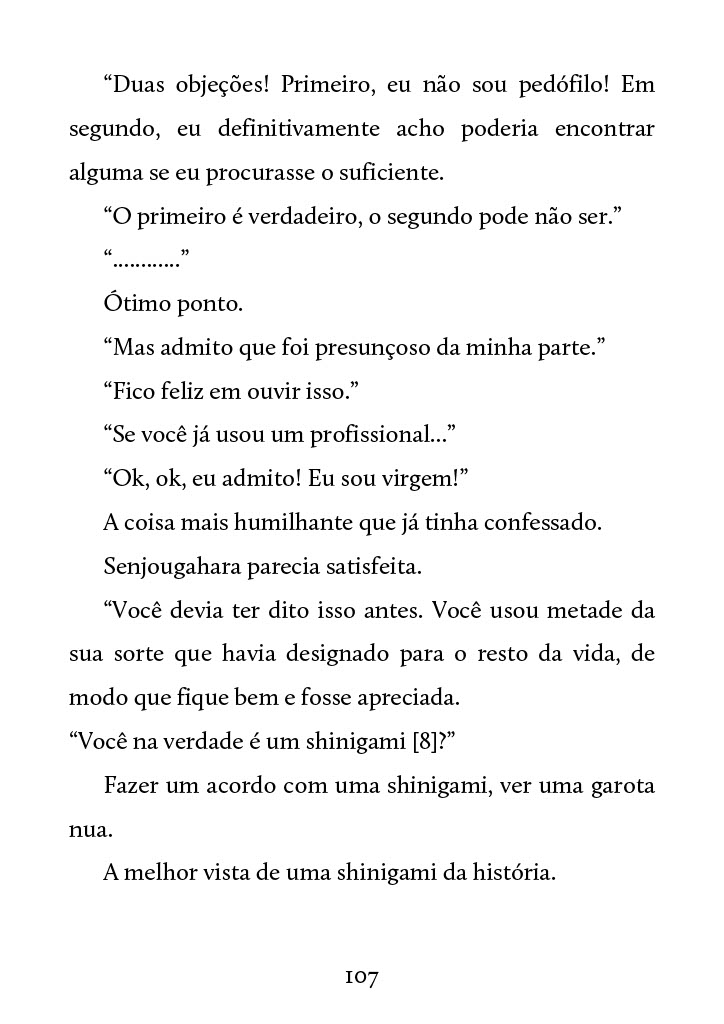 “Duas objeções! Primeiro, eu não sou pedófilo! Em
segundo, eu definitivamente acho poderia encontrar
alguma se eu procurasse o suficiente.
“O primeiro é verdadeiro, o segundo pode não ser.”
“............”
Ótimo ponto.
“Mas admito que foi presunçoso da minha parte.”
“Fico feliz em ouvir isso.”
“Se você já usou um profissional...”
“Ok, ok, eu admito! Eu sou virgem!”
A coisa mais humilhante que já tinha confessado.
Senjougahara parecia satisfeita.
“Você devia ter dito isso antes. Você usou metade da
sua sorte que havia designado para o resto da vida, de
modo que fique bem e fosse apreciada.
“Você na verdade é um shinigami [8]?”
Fazer um acordo com uma shinigami, ver uma garota
nua.
A melhor vista de uma shinigami da história.
107